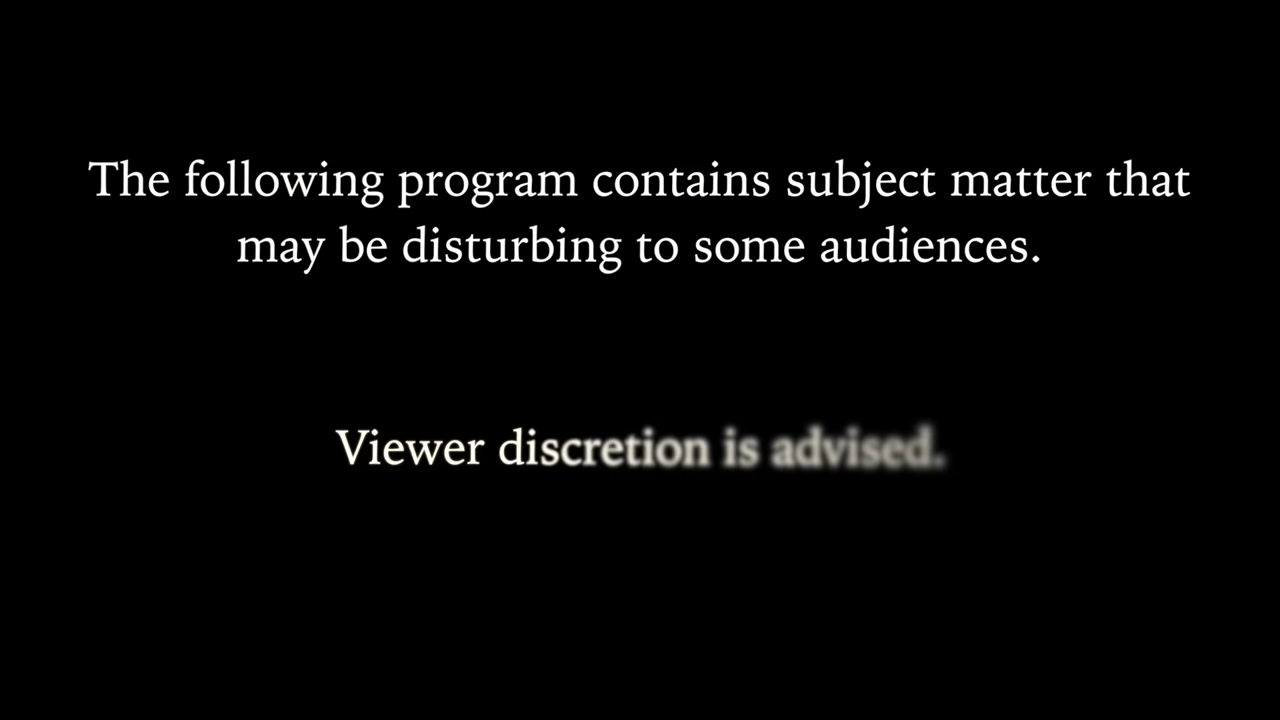 The following program contains subject matter that
may be disturbing to some audiences.
Viewer discretion is advised.